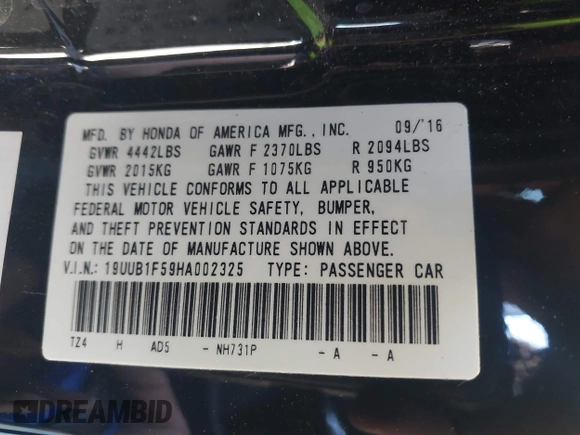 MFD. BY HONDA OF AMERICA MFG., INC. 09/'16
GVWR 4442LBS GAWR F 2370LBS R 2094LBS
GVWR 2015KG GAWR F 1075KG R 950KG
THIS VEHICLE CONFORMS TO ALL APPLICABLE
FEDERAL MOTOR VEHICLE SAFETY, BUMPER,
AND THEFT PREVENTION STANDARDS IN EFFECT
ON THE DATE OF MANUFACTURE SHOWN ABOVE.
V.I.N.: 19UUB1F59HA002325 TYPE: PASSENGER CAR
TZ4 H AD5 - NH731P - A - A
DREAMBID